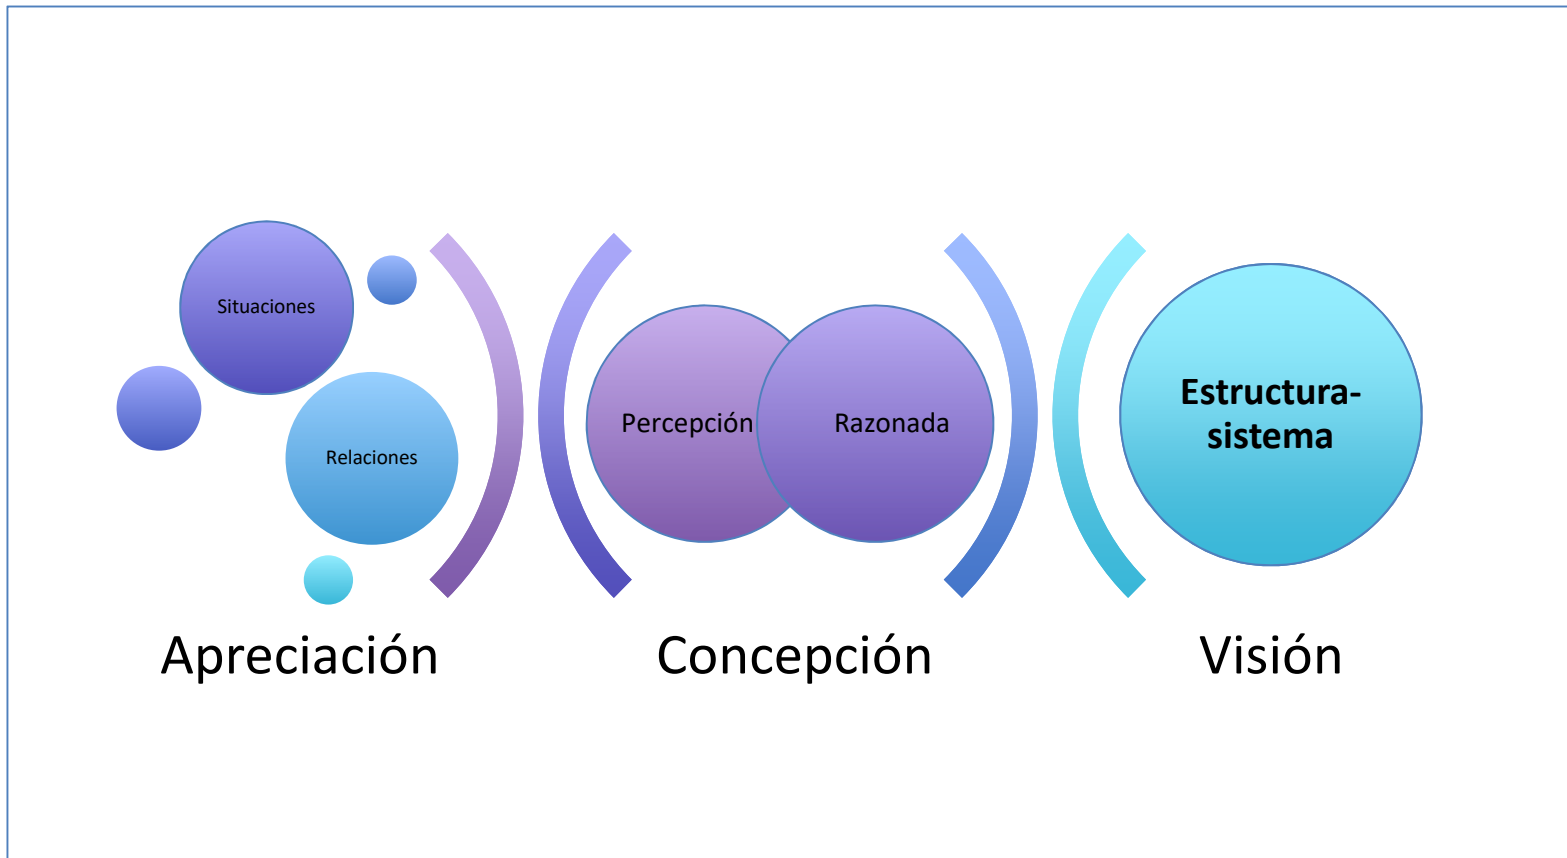 Situaciones
Relaciones
Apreciación
Percepción
Razonada
Concepción
Estructura-
sistema
Visión